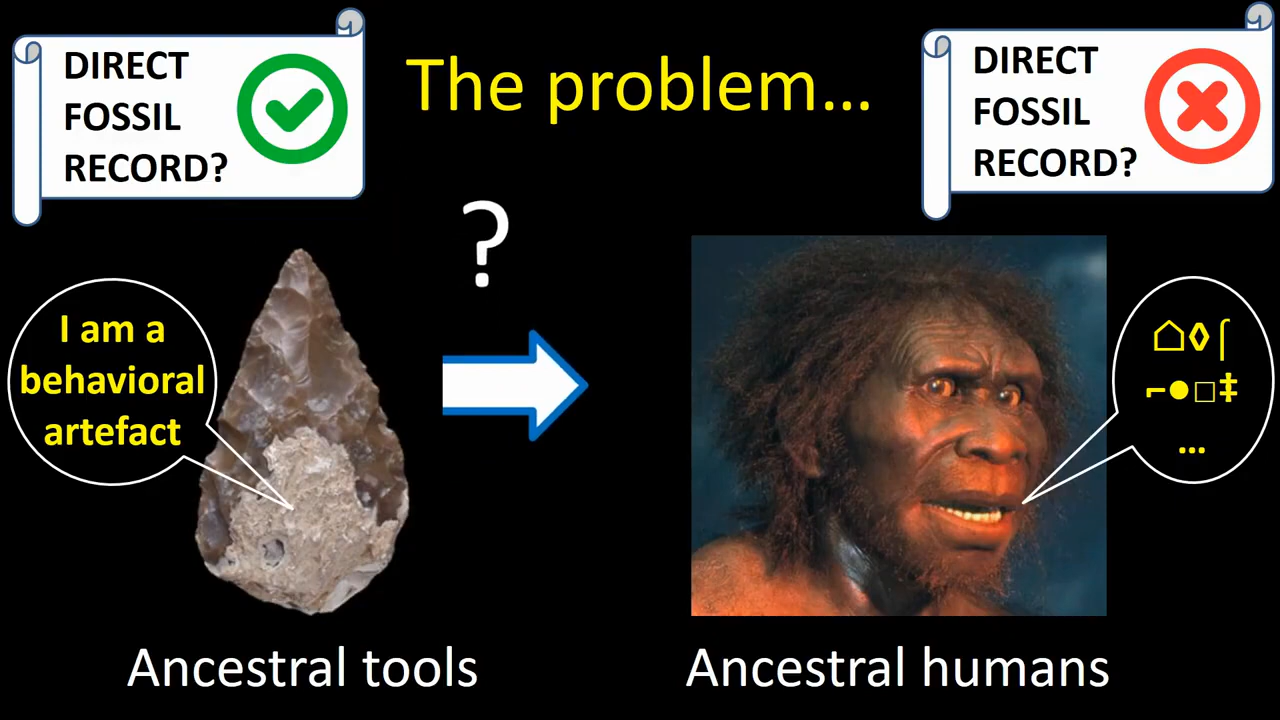 DIRECT
FOSSIL
RECORD?
The problem...
DIRECT
FOSSIL
RECORD?
?
I am a
behavioral
artefact
⌂◊⌠
⌐●□‡
...
Ancestral tools
Ancestral humans